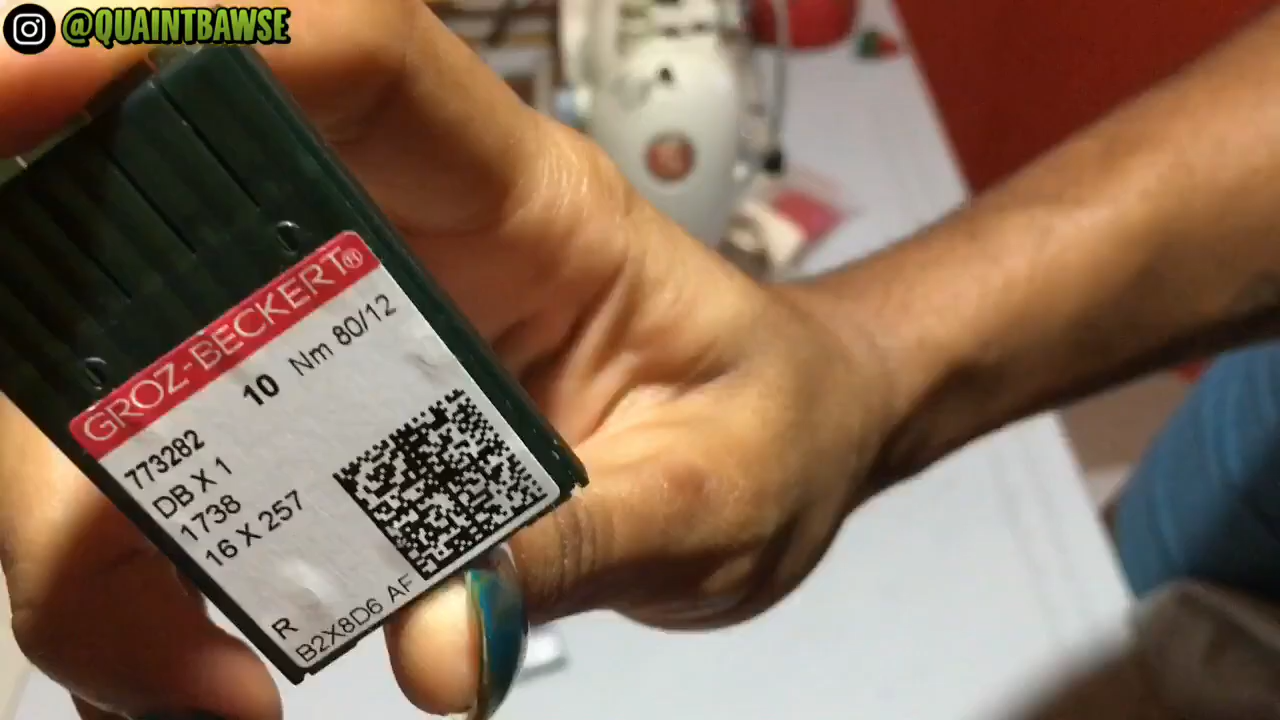 @QUAINTBAWSE
GROZ-BECKERT®
10 Nm 80/12
773282
DB X 1
1738
16 X 257
R
B2X8D6 AF